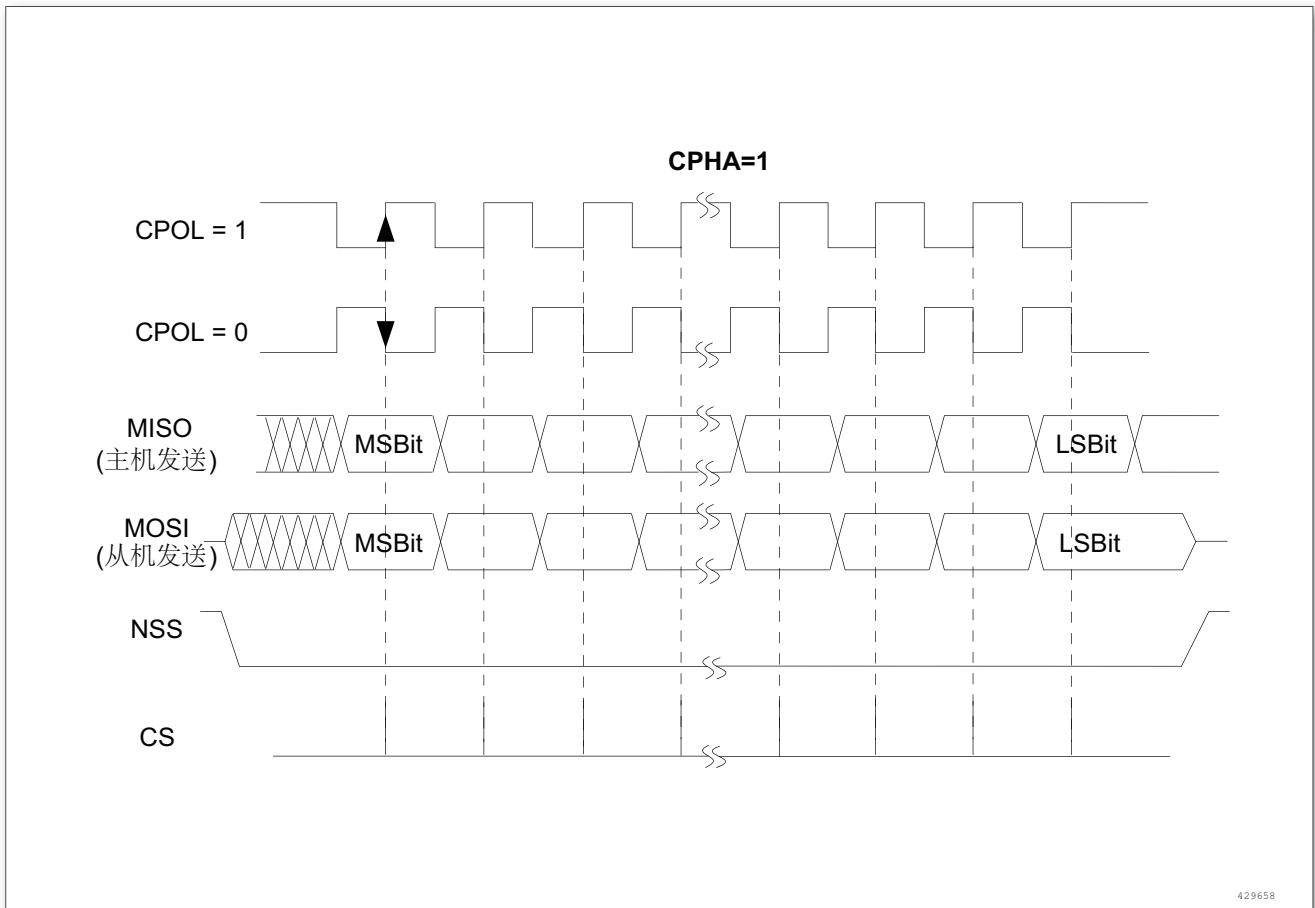 CPHA=1
CPOL = 1
CPOL = 0
MISO
(主机发送)
MSBit
LSBit
MOSI
(从机发送)
MSBit
LSBit
NSS
CS
429658